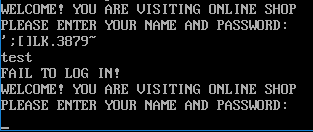 WELCOME! YOU ARE VISITING ONLINE SHOP
PLEASE ENTER YOUR NAME AND PASSWORD:
';[]LK.3879~
test
FAIL TO LOG IN!
WELCOME! YOU ARE VISITING ONLINE SHOP
PLEASE ENTER YOUR NAME AND PASSWORD: